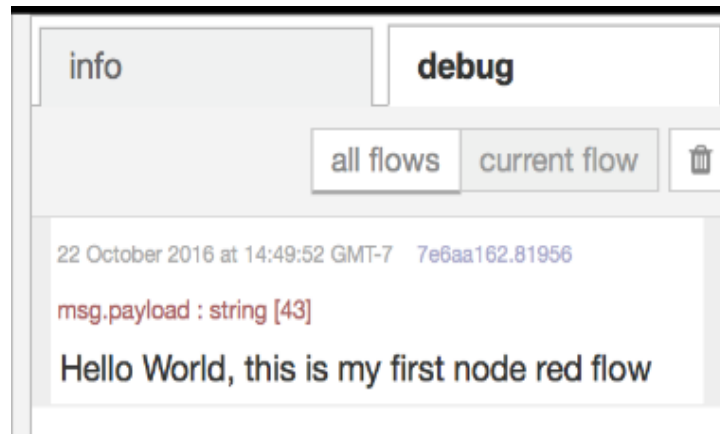 info debug
all flows current flow
22 October 2016 at 14:49:52 GMT-7 7e6aa162.81956
msg.payload : string [43]
Hello World, this is my first node red flow